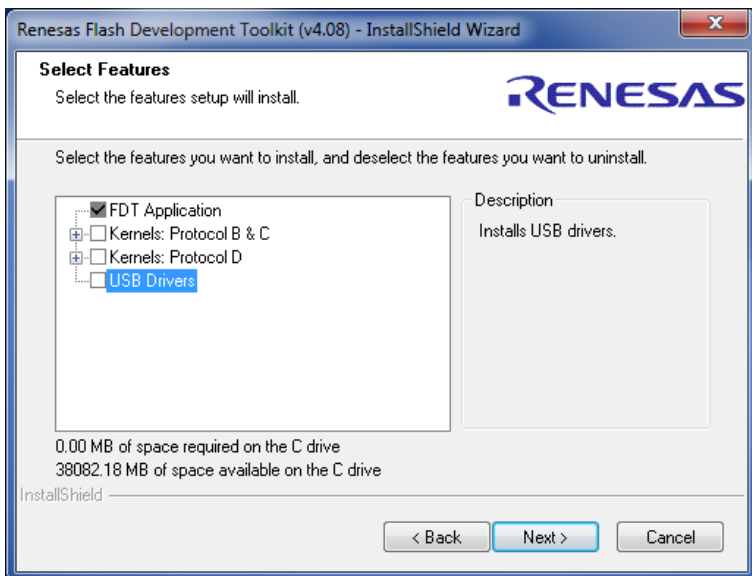 Renesas Flash Development Toolkit (v4.08) - InstallShield Wizard
Select Features
Select the features setup will install.
RENESAS
Select the features you want to install, and deselect the features you want to uninstall.
FDT Application
Kernels: Protocol B & C
Kernels: Protocol D
USB Drivers
Description
Installs USB drivers.
0.00 MB of space required on the C drive
38082.18 MB of space available on the C drive
InstallShield
< Back
Next >
Cancel